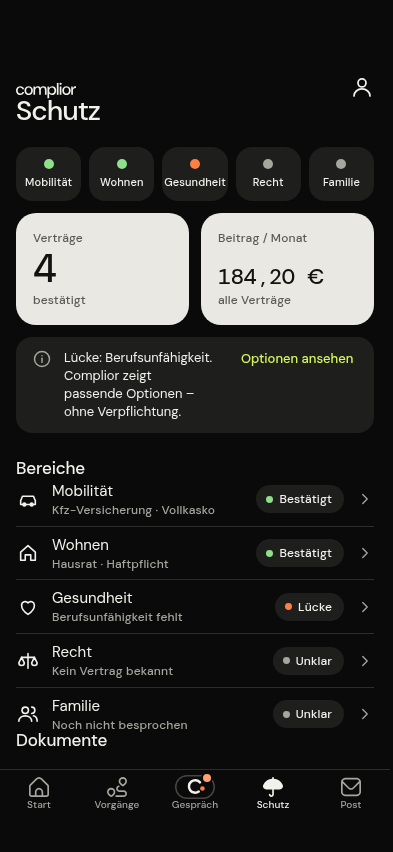 complior
Schutz
Mobilität
Wohnen
Gesundheit
Recht
Familie
Verträge
4
bestätigt
Beitrag / Monat
184,20 €
alle Verträge
Lücke: Berufsunfähigkeit.
Complior zeigt
passende Optionen –
ohne Verpflichtung.
Optionen ansehen
Bereiche
Mobilität
Kfz-Versicherung · Vollkasko
Bestätigt
Wohnen
Hausrat · Haftpflicht
Bestätigt
Gesundheit
Berufsunfähigkeit fehlt
Lücke
Recht
Kein Vertrag bekannt
Unklar
Familie
Noch nicht besprochen
Unklar
Dokumente
Start
Vorgänge
C
Gespräch
Schutz
Post